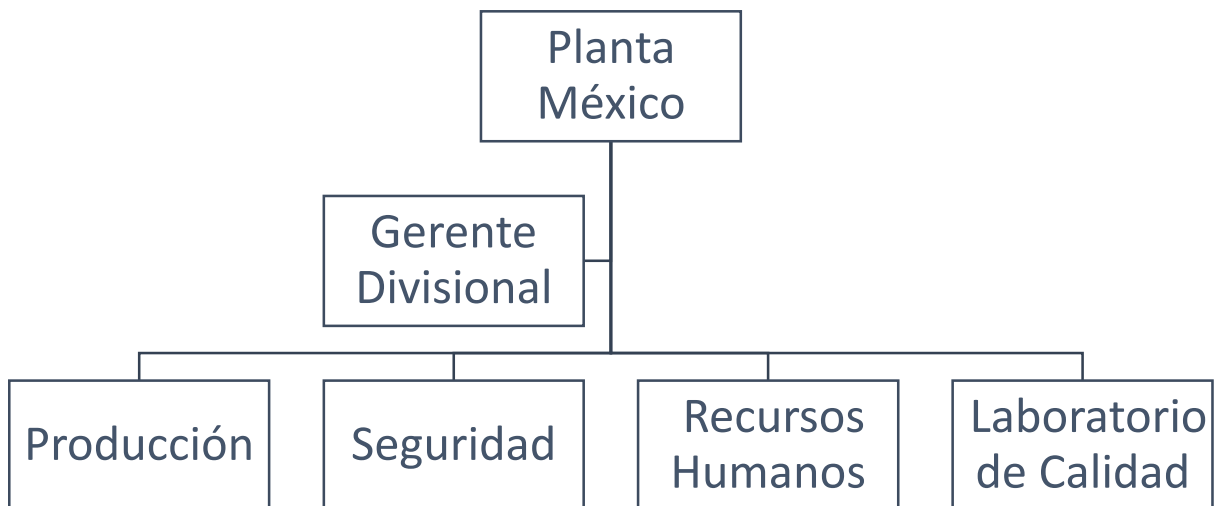 Planta
México
Gerente
Divisional
Producción
Seguridad
Recursos
Humanos
Laboratorio
de Calidad